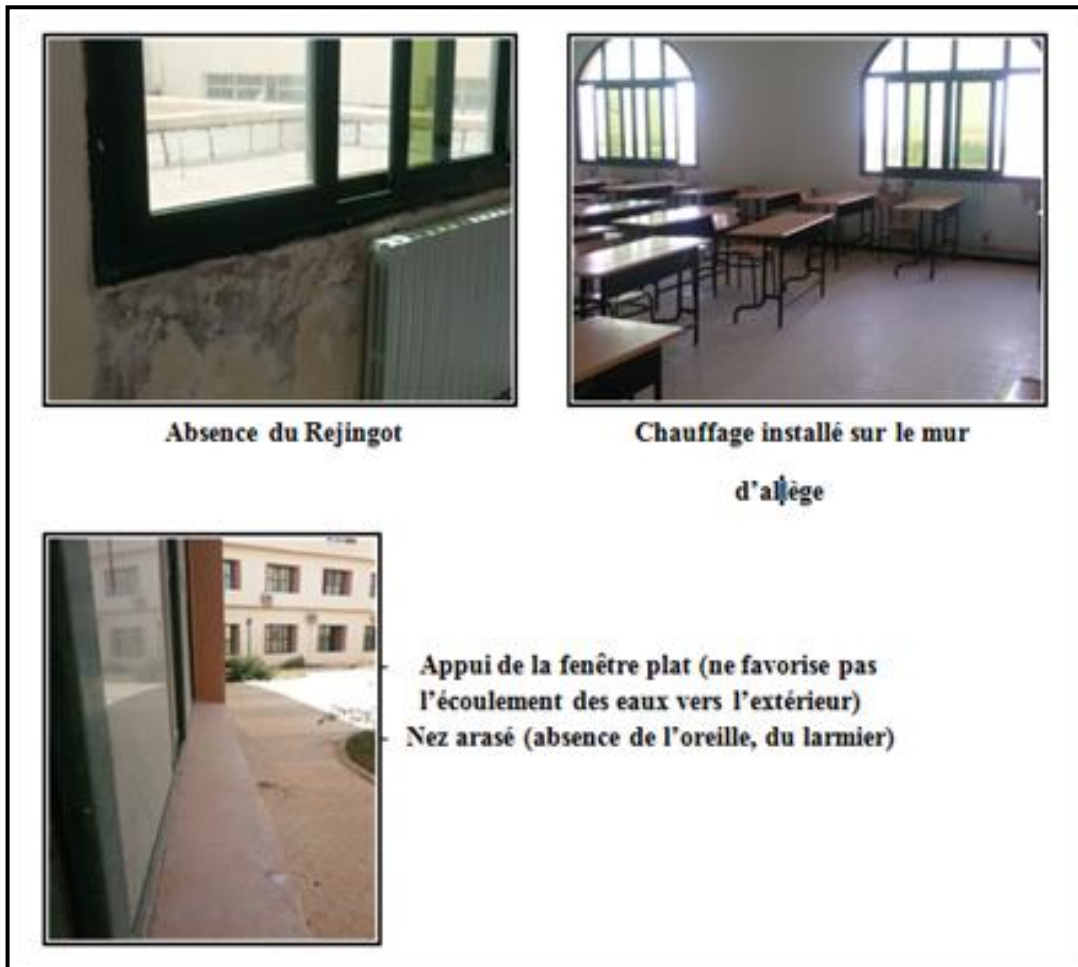 Absence du Rejingot
Chauffage installé sur le mur
d'allège
Appui de la fenêtre plat (ne favorise pas
l'écoulement des eaux vers l'extérieur)
Nez arasé (absence de l'oreille, du larmier)